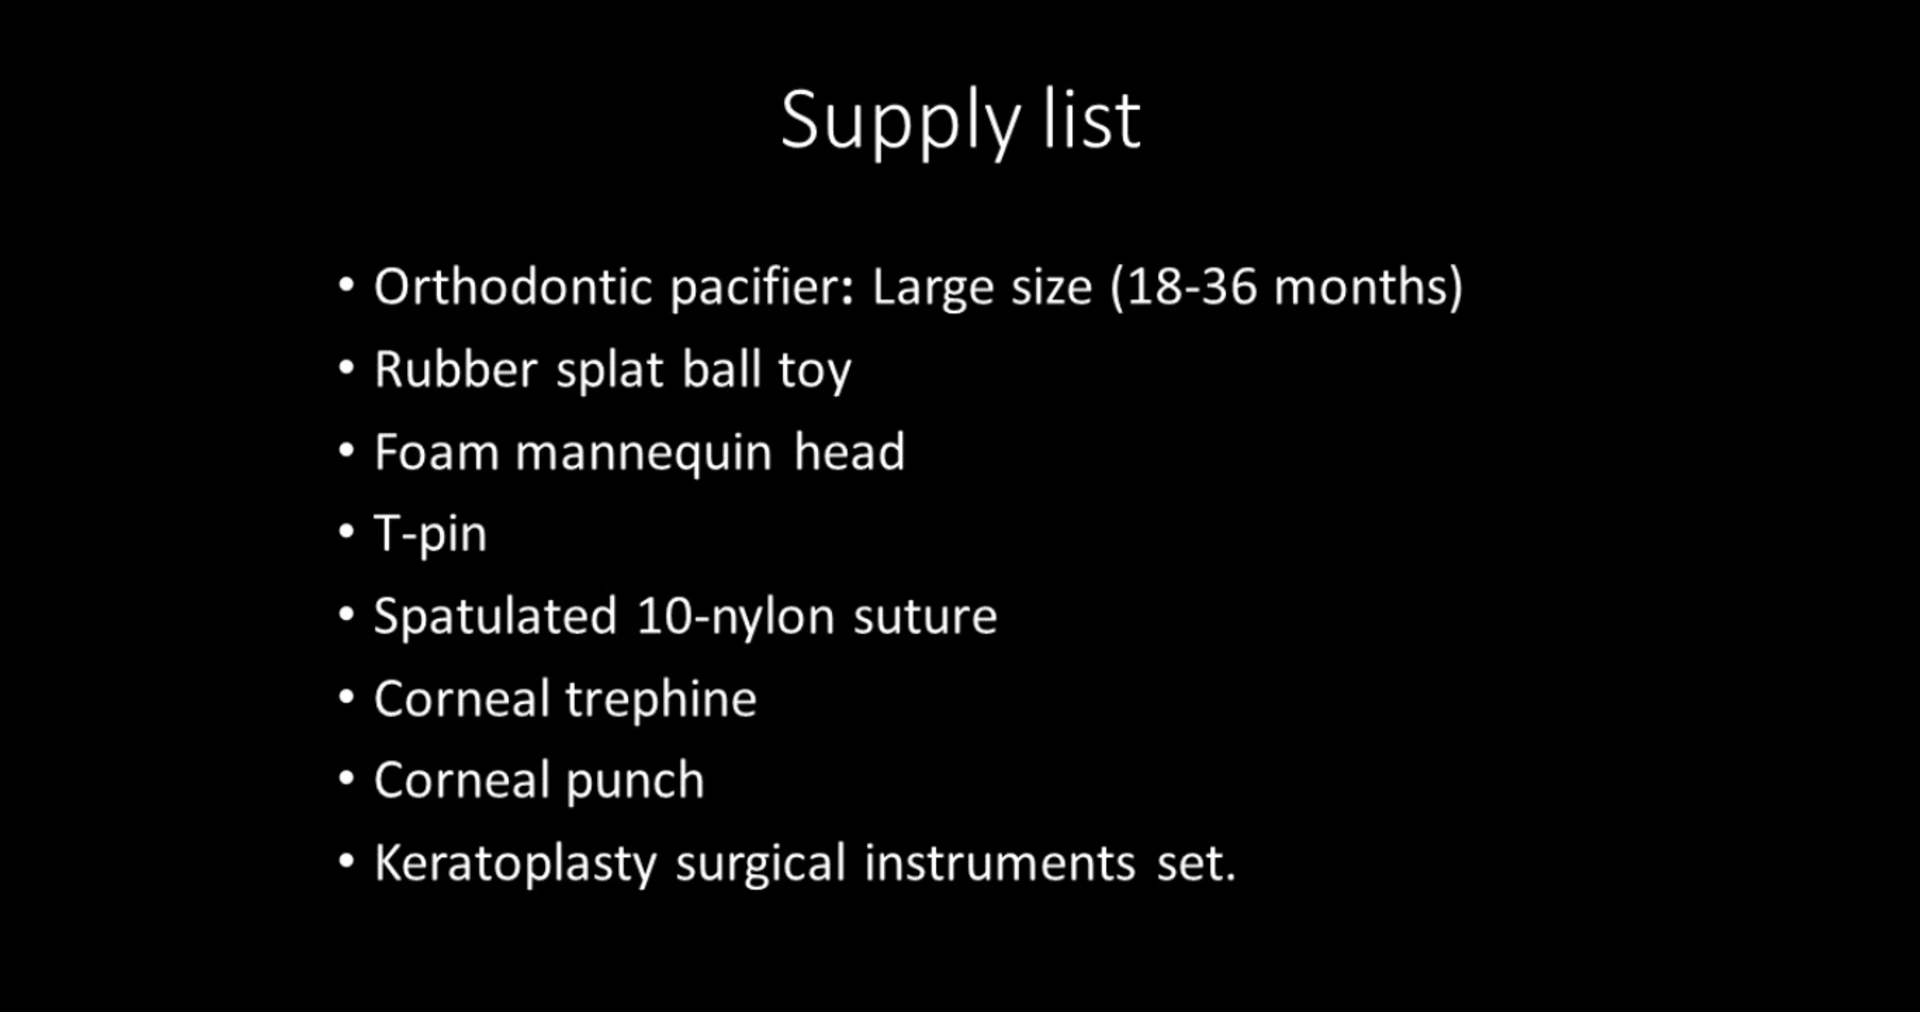 Supply list
• Orthodontic pacifier: Large size (18-36 months)
• Rubber splat ball toy
• Foam mannequin head
• T-pin
• Spatulated 10-nylon suture
• Corneal trephine
• Corneal punch
• Keratoplasty surgical instruments set.